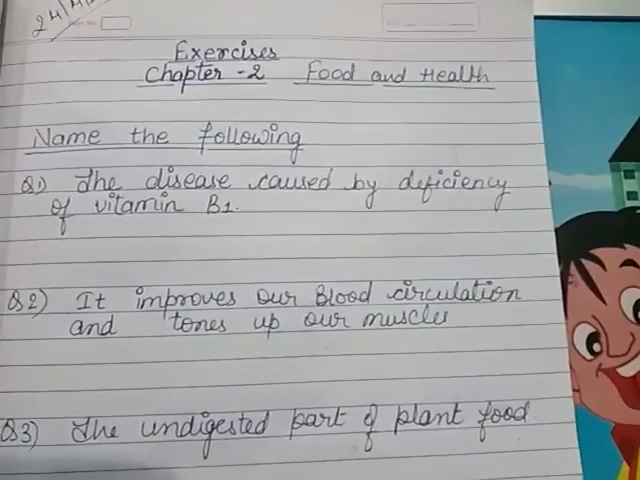 Exercises
Chapter - 2 Food and Health
Name the following
Q1) The disease caused by deficiency
of vitamin B1.
Q2) It improves our Blood circulation
and tones up our muscles
Q3) The undigested part of plant food